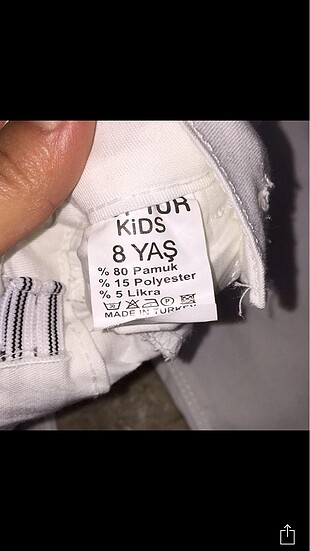 KiDS
8 YAŞ
% 80 Pamuk
% 15 Polyester
% 5 Likra
MADE IN TURKEY